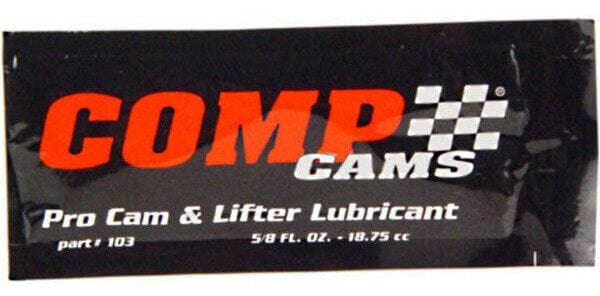 COMP
CAMS
®
Pro Cam & Lifter Lubricant
part# 103 5/8 FL. OZ. - 18.75 cc